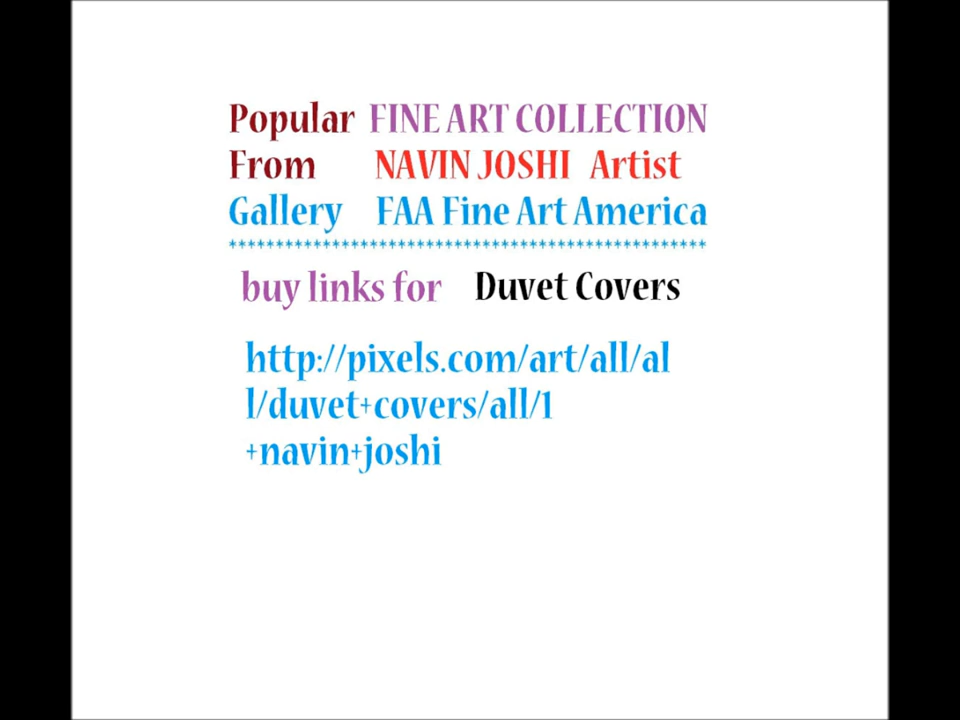 Popular FINE ART COLLECTION
From NAVIN JOSHI Artist
Gallery FAA Fine Art America
**************************************************
buy links for Duvet Covers
http://pixels.com/art/all/al
l/duvet+covers/all/1
+navin+joshi